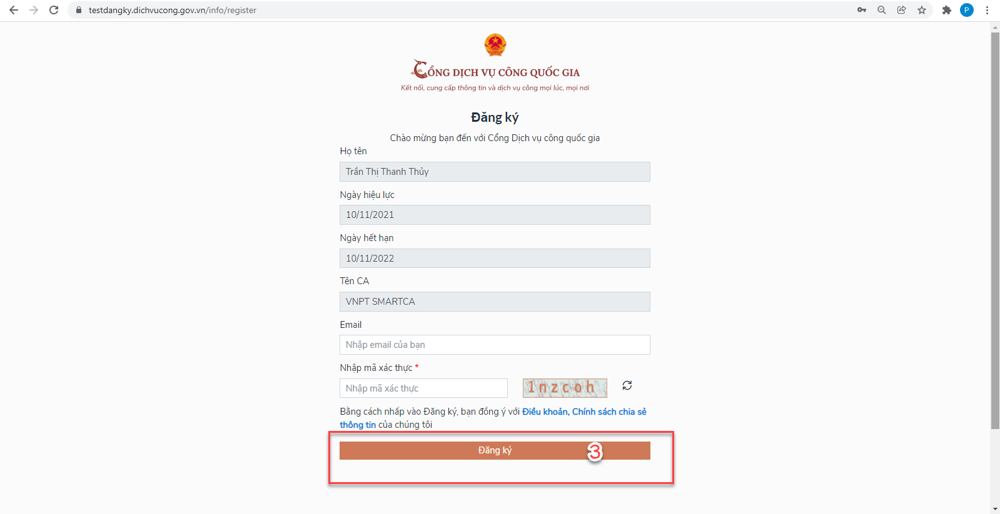 testdangky.dichvucong.gov.vn/info/register
P
CỔNG DỊCH VỤ CÔNG QUỐC GIA
Kết nối, cung cấp thông tin và dịch vụ công mọi lúc, mọi nơi
Đăng ký
Chào mừng bạn đến với Cổng Dịch vụ công quốc gia
Họ tên
Trần Thị Thanh Thủy
Ngày hiệu lực
10/11/2021
Ngày hết hạn
10/11/2022
Tên CA
VNPT SMARTCA
Email
Nhập email của bạn
Nhập mã xác thực *
Nhập mã xác thực 1nzcoh
Bằng cách nhấp vào Đăng ký, bạn đồng ý với Điều khoản, Chính sách chia sẻ
thông tin của chúng tôi
Đăng ký 3